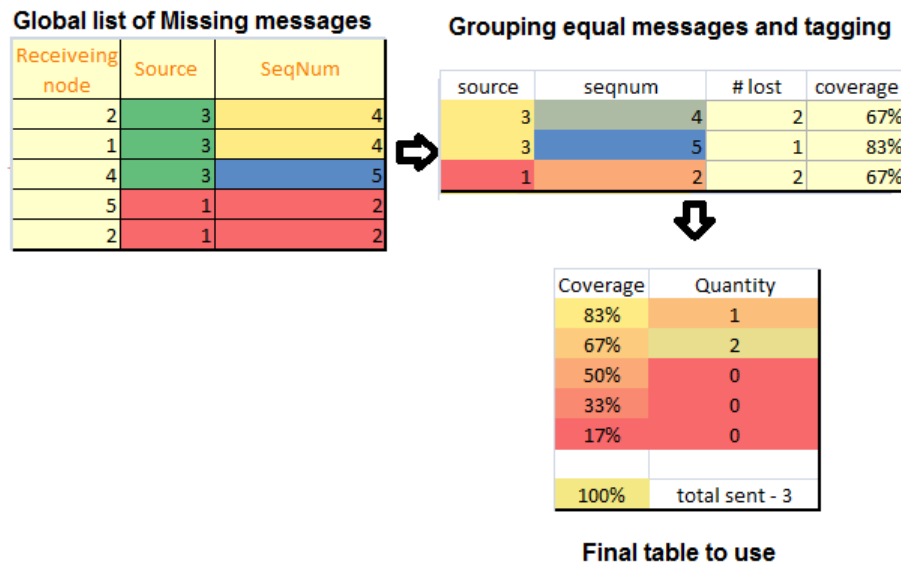 Global list of Missing messages
Receiveing node Source SeqNum
2 3 4
1 3 4
4 3 5
5 1 2
2 1 2
Grouping equal messages and tagging
source seqnum # lost coverage
3 4 2 67%
3 5 1 83%
1 2 2 67%
Coverage Quantity
83% 1
67% 2
50% 0
33% 0
17% 0
100% total sent - 3
Final table to use